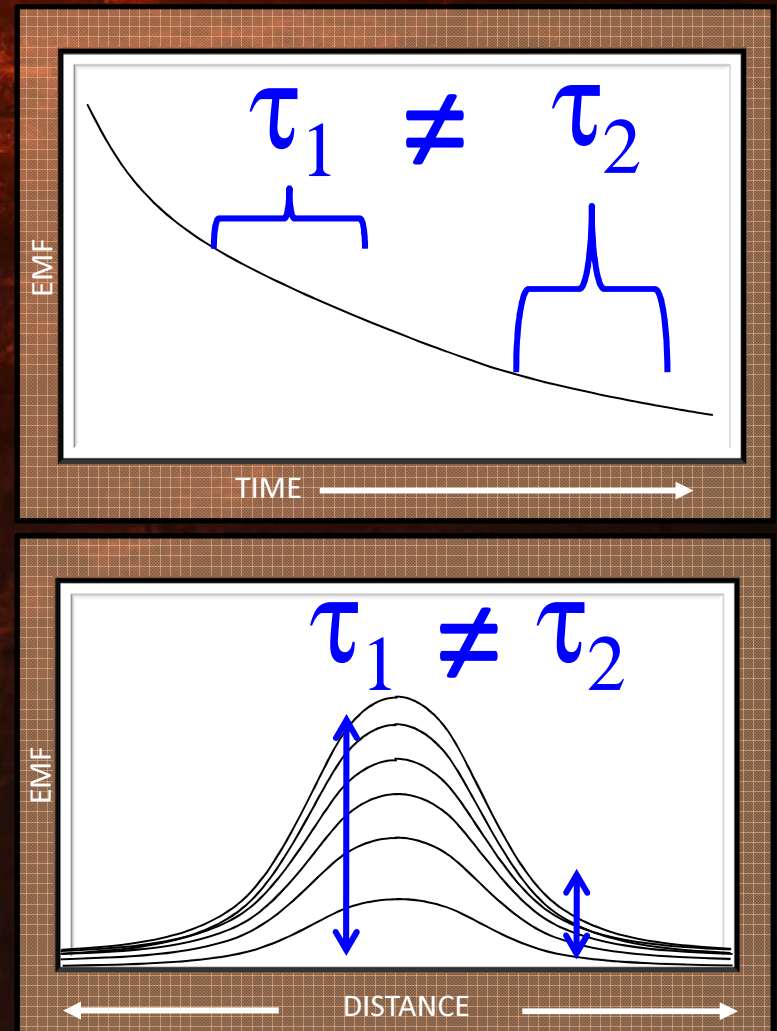 τ1 ≠ τ2
EMF
TIME
τ1 ≠ τ2
EMF
DISTANCE